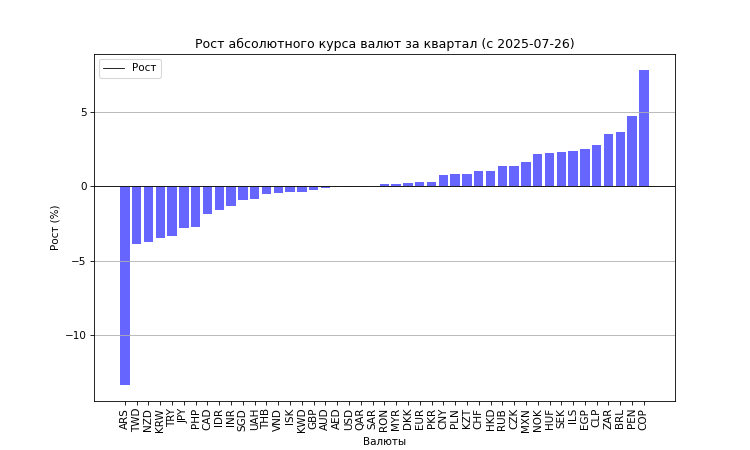 Рост абсолютного курса валют за квартал (с 2025-07-26)
Рост
5
0
−5
−10
Рост (%)
ARS TWD NZD KRW TRY JPY PHP CAD IDR INR SGD UAH THB VND ISK KWD GBP AUD AED USD QAR SAR RON MYR DKK EUR PKR CNY PLN KZT CHF HKD RUB CZK MXN NOK HUF SEK ILS EGP CLP ZAR BRL PEN COP
Валюты